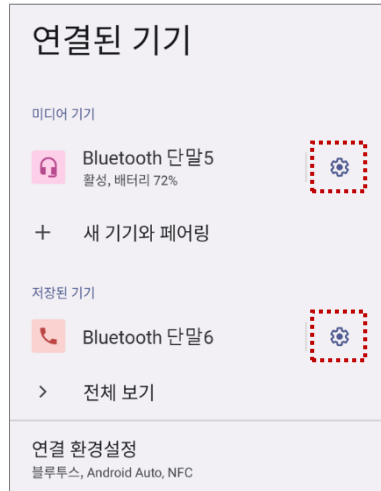 연결된 기기
미디어 기기
Bluetooth 단말5
활성, 배터리 72%
새 기기와 페어링
저장된 기기
Bluetooth 단말6
전체 보기
연결 환경설정
블루투스, Android Auto, NFC